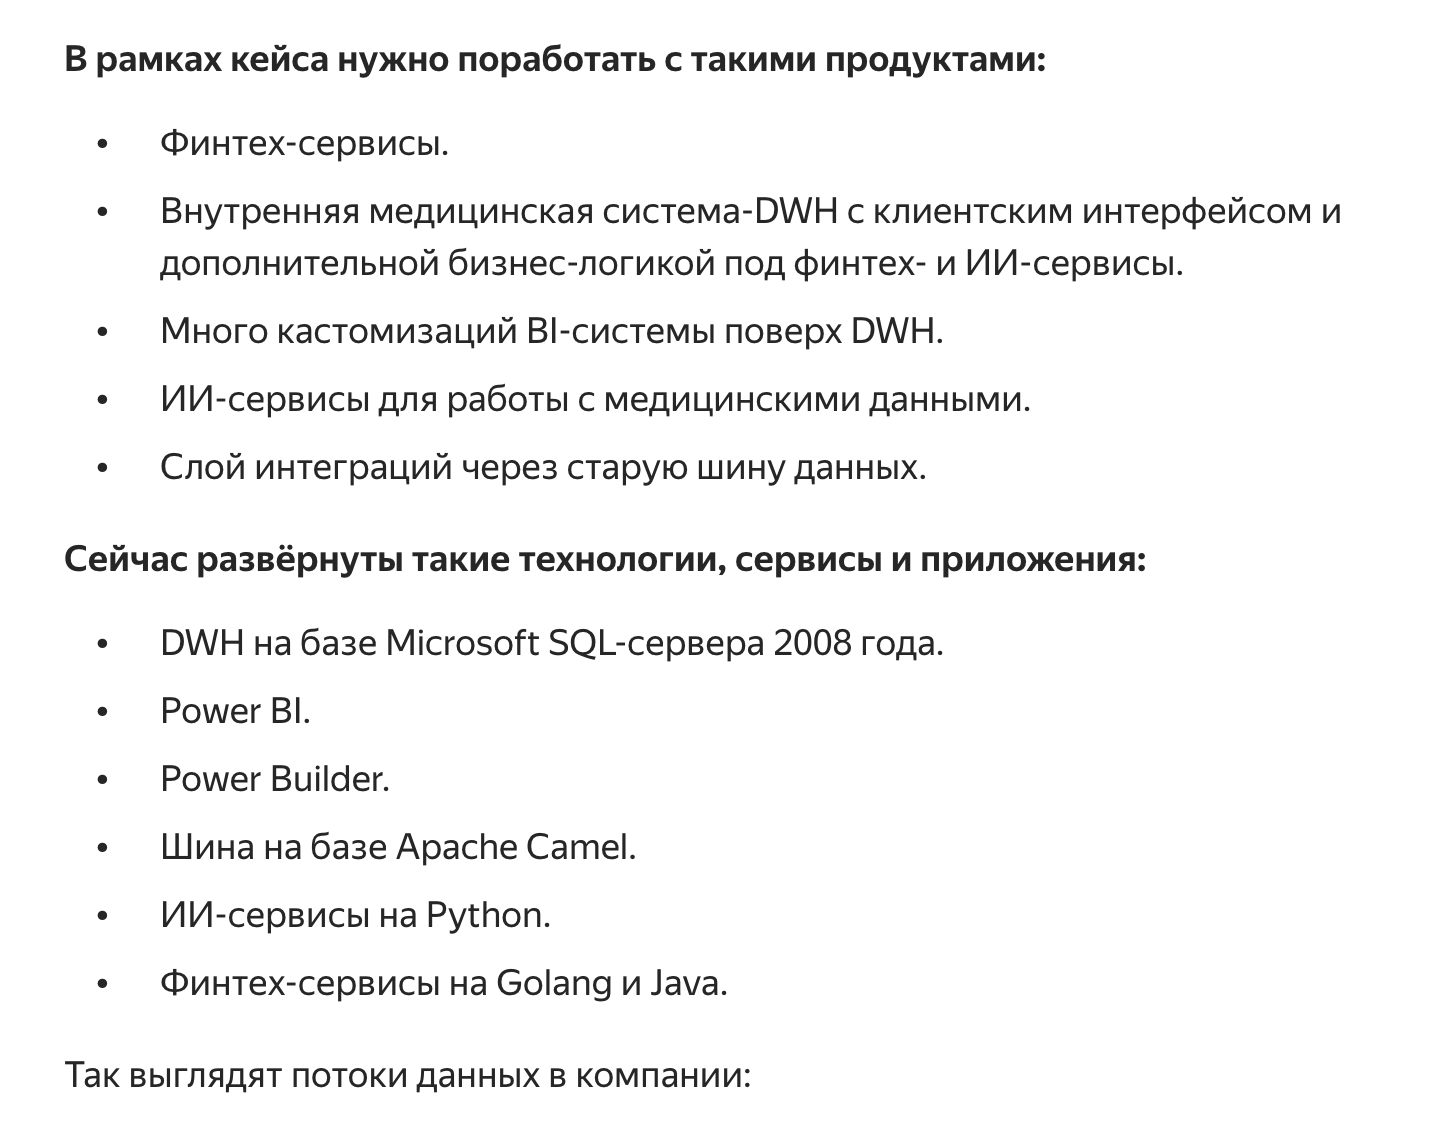 В рамках кейса нужно поработать с такими продуктами:
• Финтех-сервисы.
• Внутренняя медицинская система-DWH с клиентским интерфейсом и
дополнительной бизнес-логикой под финтех- и ИИ-сервисы.
• Много кастомизаций BI-системы поверх DWH.
• ИИ-сервисы для работы с медицинскими данными.
• Слой интеграций через старую шину данных.
Сейчас развёрнуты такие технологии, сервисы и приложения:
• DWH на базе Microsoft SQL-сервера 2008 года.
• Power BI.
• Power Builder.
• Шина на базе Apache Camel.
• ИИ-сервисы на Python.
• Финтех-сервисы на Golang и Java.
Так выглядят потоки данных в компании: